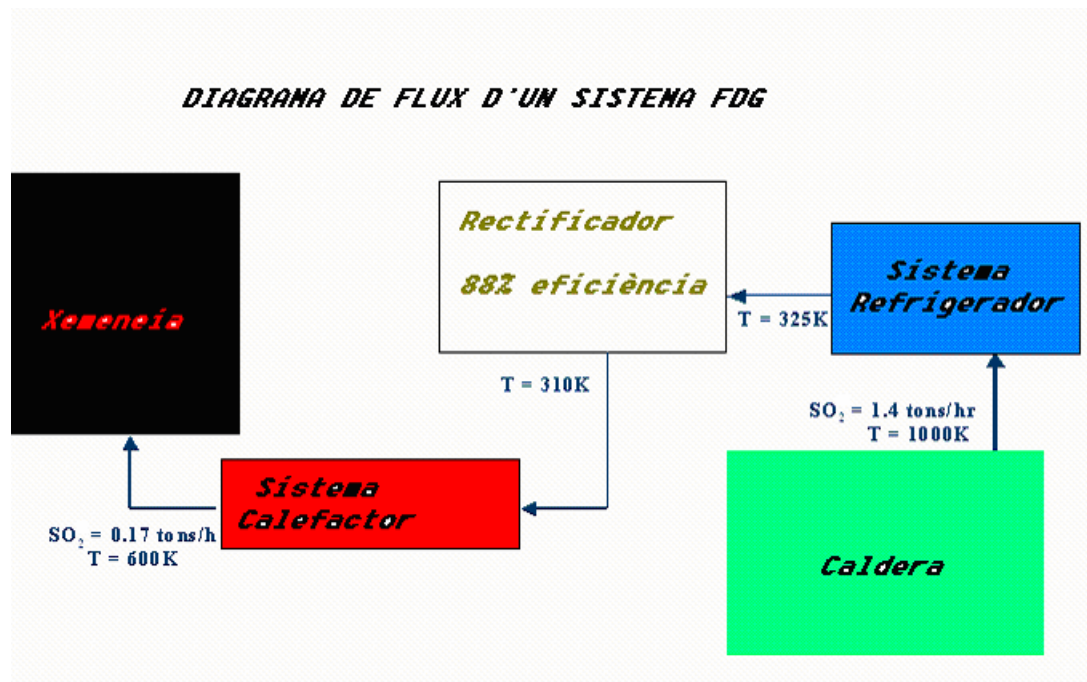 DIAGRAMA DE FLUX D'UN SISTEMA FDG
Xemeneia
Rectificador
88% eficiència
Sistema
Refrigerador
T = 325K
T = 310K
SO₂ = 1.4 tons/hr
T = 1000K
Sistema
Calefactor
SO₂ = 0.17 tons/h
T = 600K
Caldera